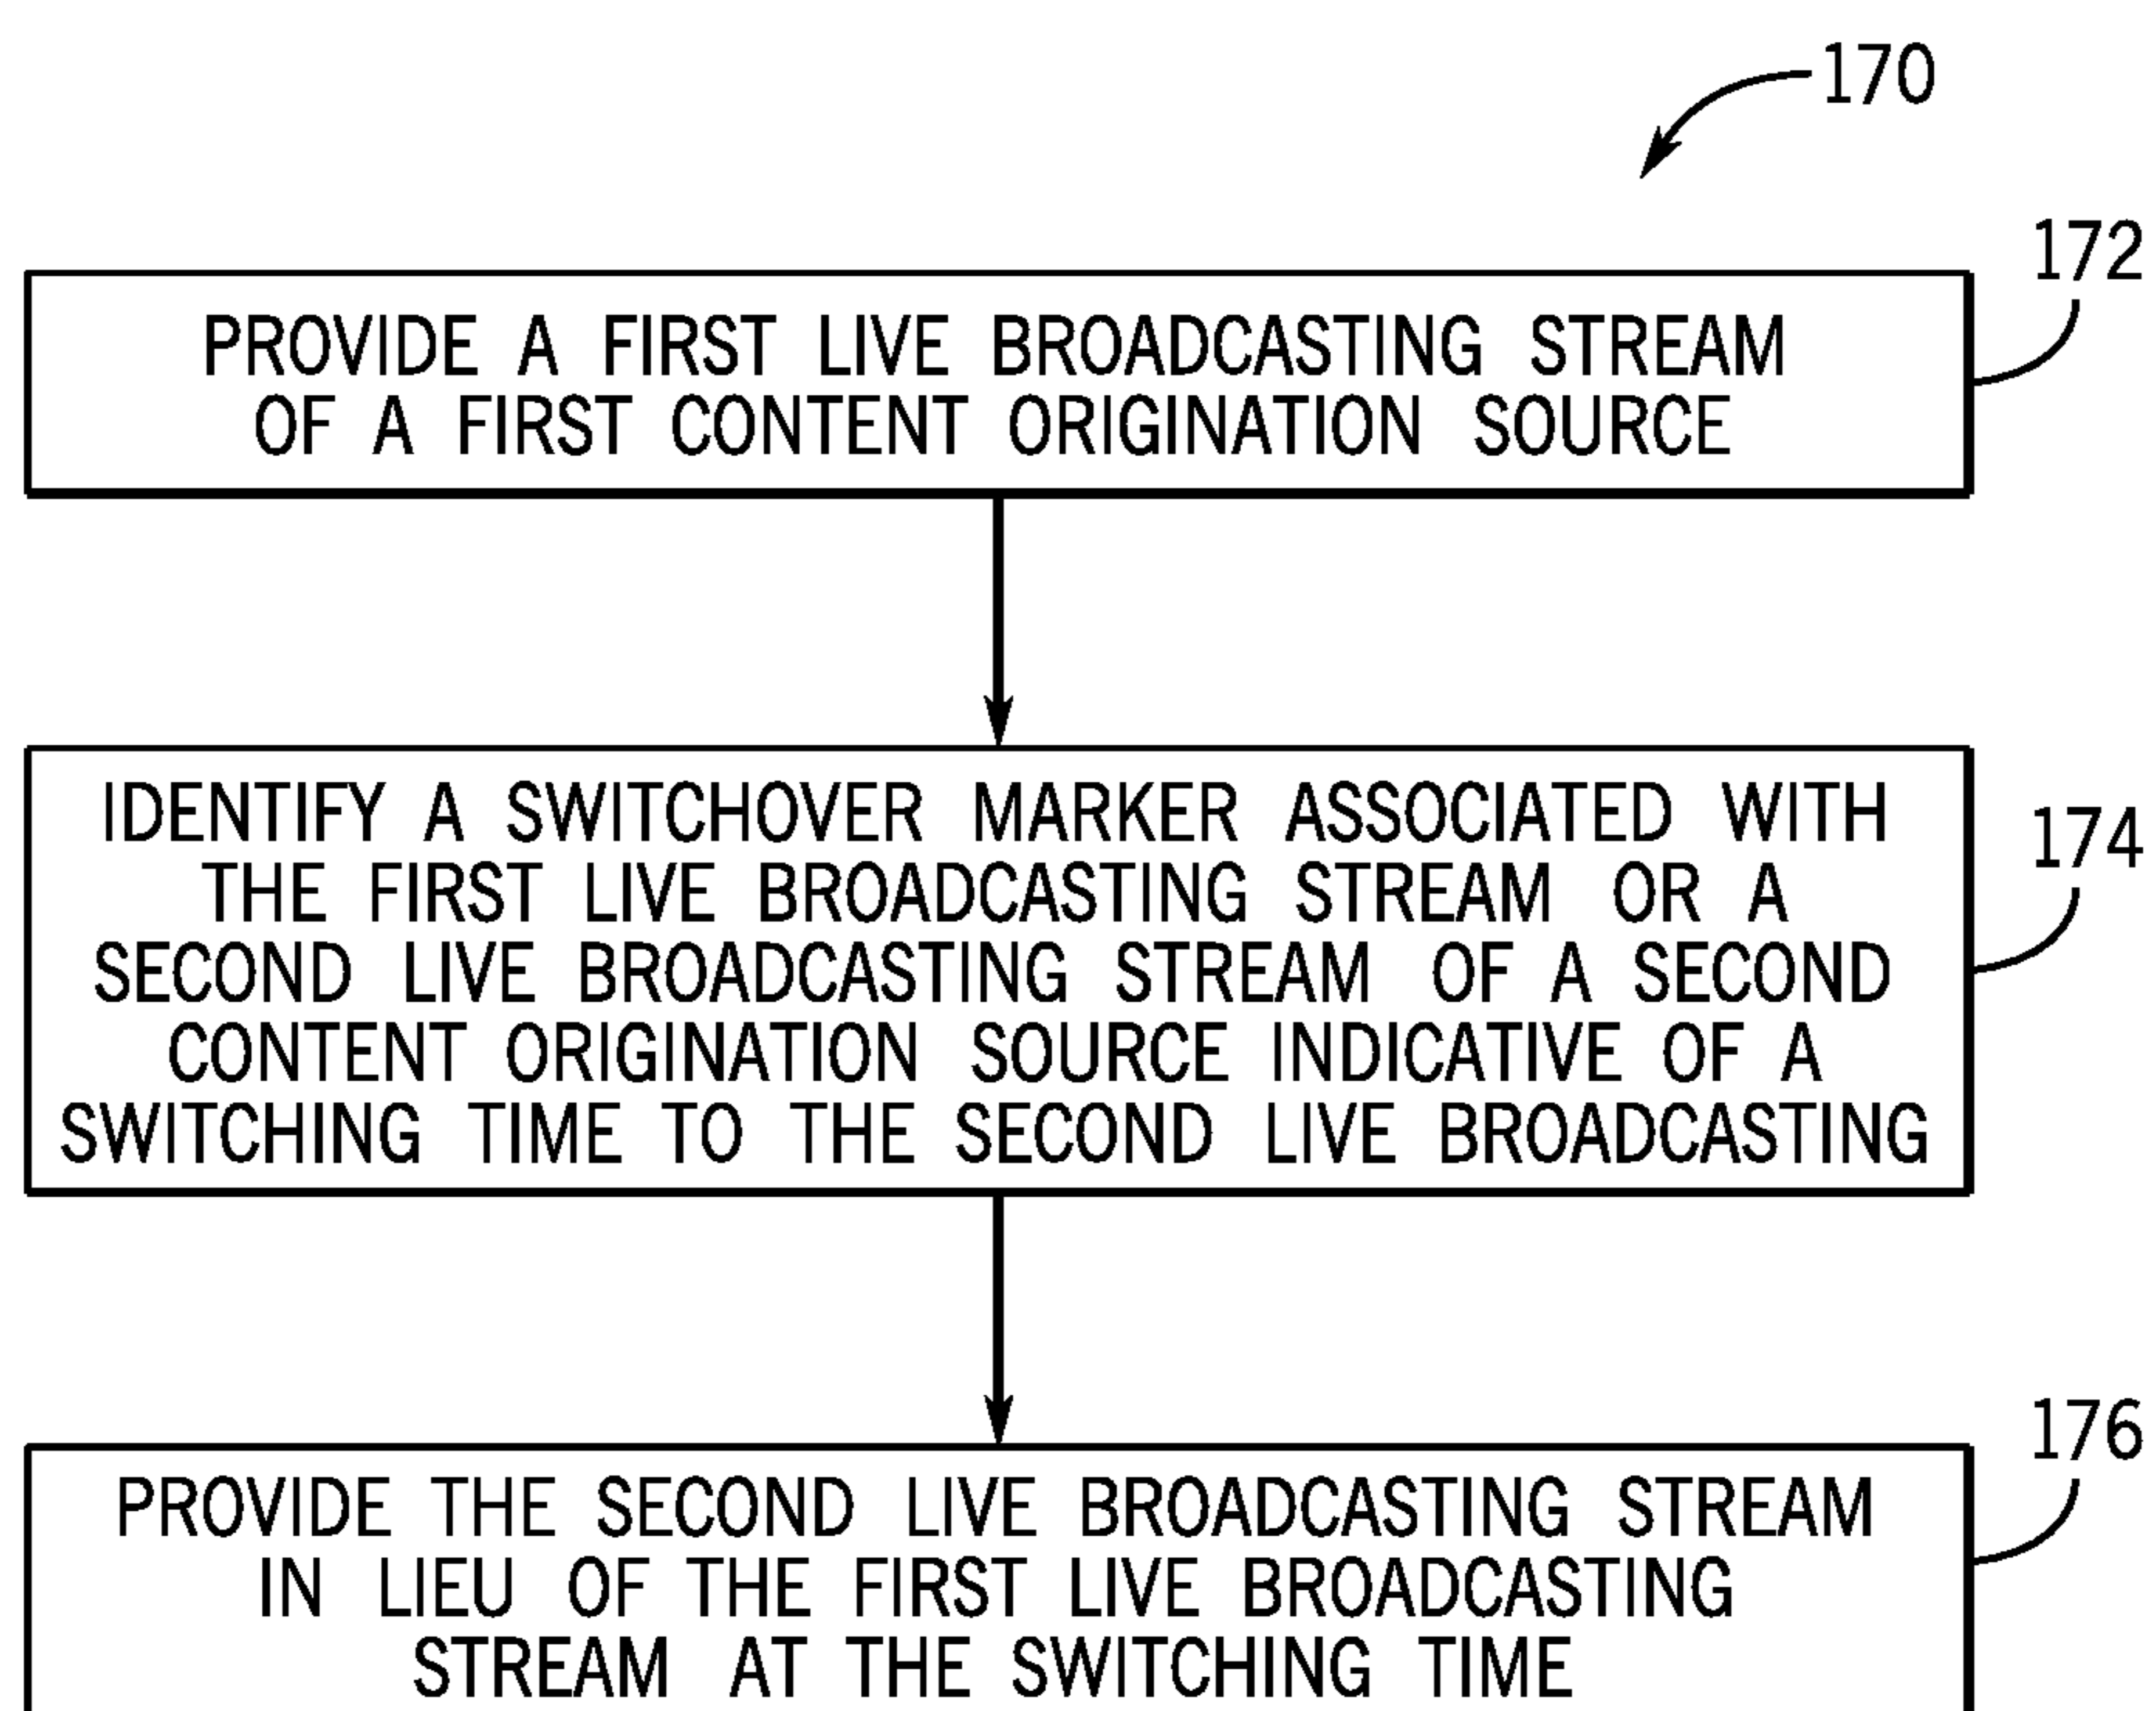 170
172
PROVIDE A FIRST LIVE BROADCASTING STREAM
OF A FIRST CONTENT ORIGINATION SOURCE
IDENTIFY A SWITCHOVER MARKER ASSOCIATED WITH
THE FIRST LIVE BROADCASTING STREAM OR A
SECOND LIVE BROADCASTING STREAM OF A SECOND
CONTENT ORIGINATION SOURCE INDICATIVE OF A
SWITCHING TIME TO THE SECOND LIVE BROADCASTING
174
PROVIDE THE SECOND LIVE BROADCASTING STREAM
IN LIEU OF THE FIRST LIVE BROADCASTING
STREAM AT THE SWITCHING TIME
176